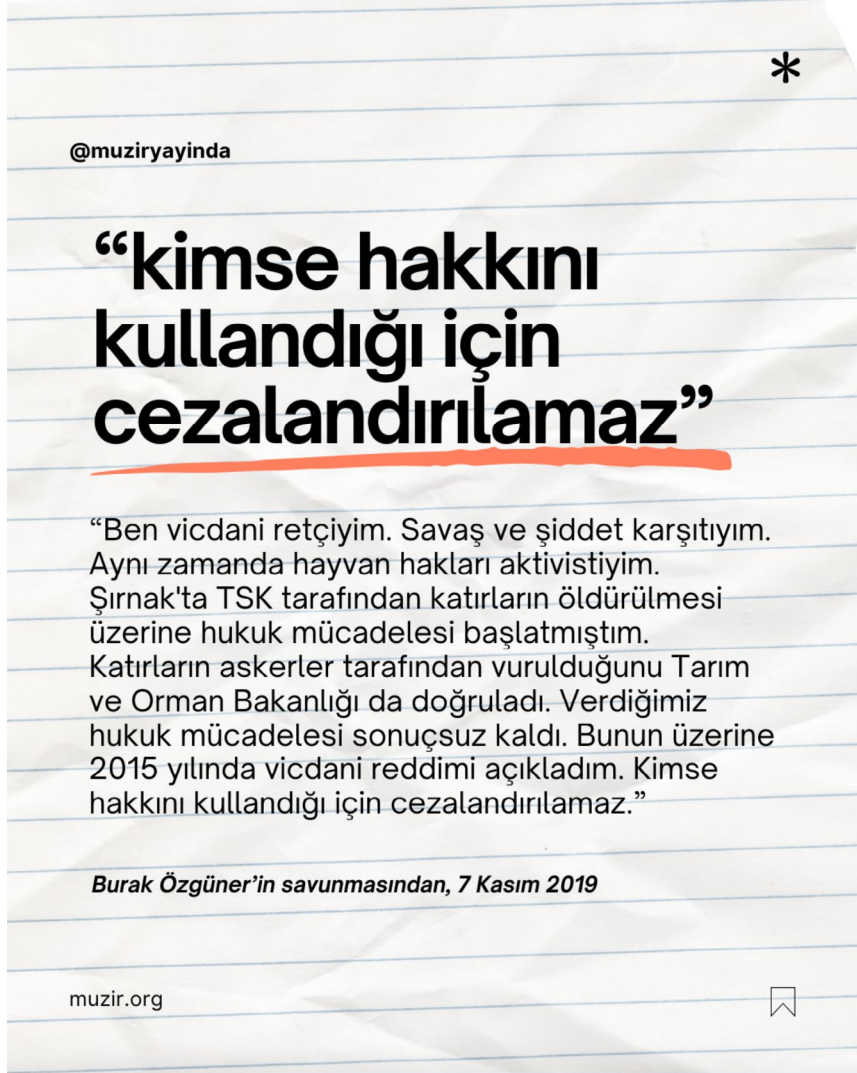 *
@muziryayinda
“kimse hakkını
kullandığı için
cezalandırılamaz”
“Ben vicdani retçiyim. Savaş ve şiddet karşıtıyım.
Aynı zamanda hayvan hakları aktivistiyim.
Şırnak'ta TSK tarafından katırların öldürülmesi
üzerine hukuk mücadelesi başlatmıştım.
Katırların askerler tarafından vurulduğunu Tarım
ve Orman Bakanlığı da doğruladı. Verdiğimiz
hukuk mücadelesi sonuçsuz kaldı. Bunun üzerine
2015 yılında vicdani reddimi açıkladım. Kimse
hakkını kullandığı için cezalandırılamaz.”
Burak Özgüner’in savunmasından, 7 Kasım 2019
muzir.org